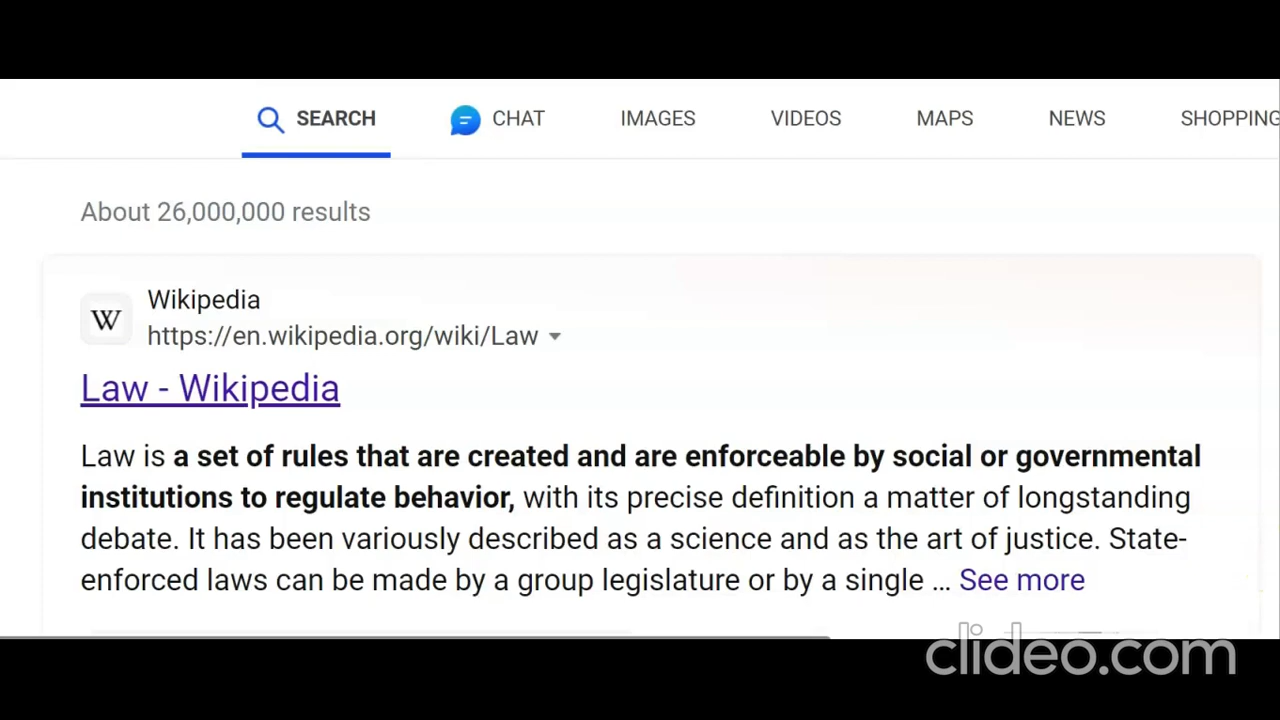 SEARCH CHAT IMAGES VIDEOS MAPS NEWS SHOPPING
About 26,000,000 results
W
Wikipedia
https://en.wikipedia.org/wiki/Law
Law - Wikipedia
Law is a set of rules that are created and are enforceable by social or governmental
institutions to regulate behavior, with its precise definition a matter of longstanding
debate. It has been variously described as a science and as the art of justice. State-
enforced laws can be made by a group legislature or by a single ... See more
clideo.com